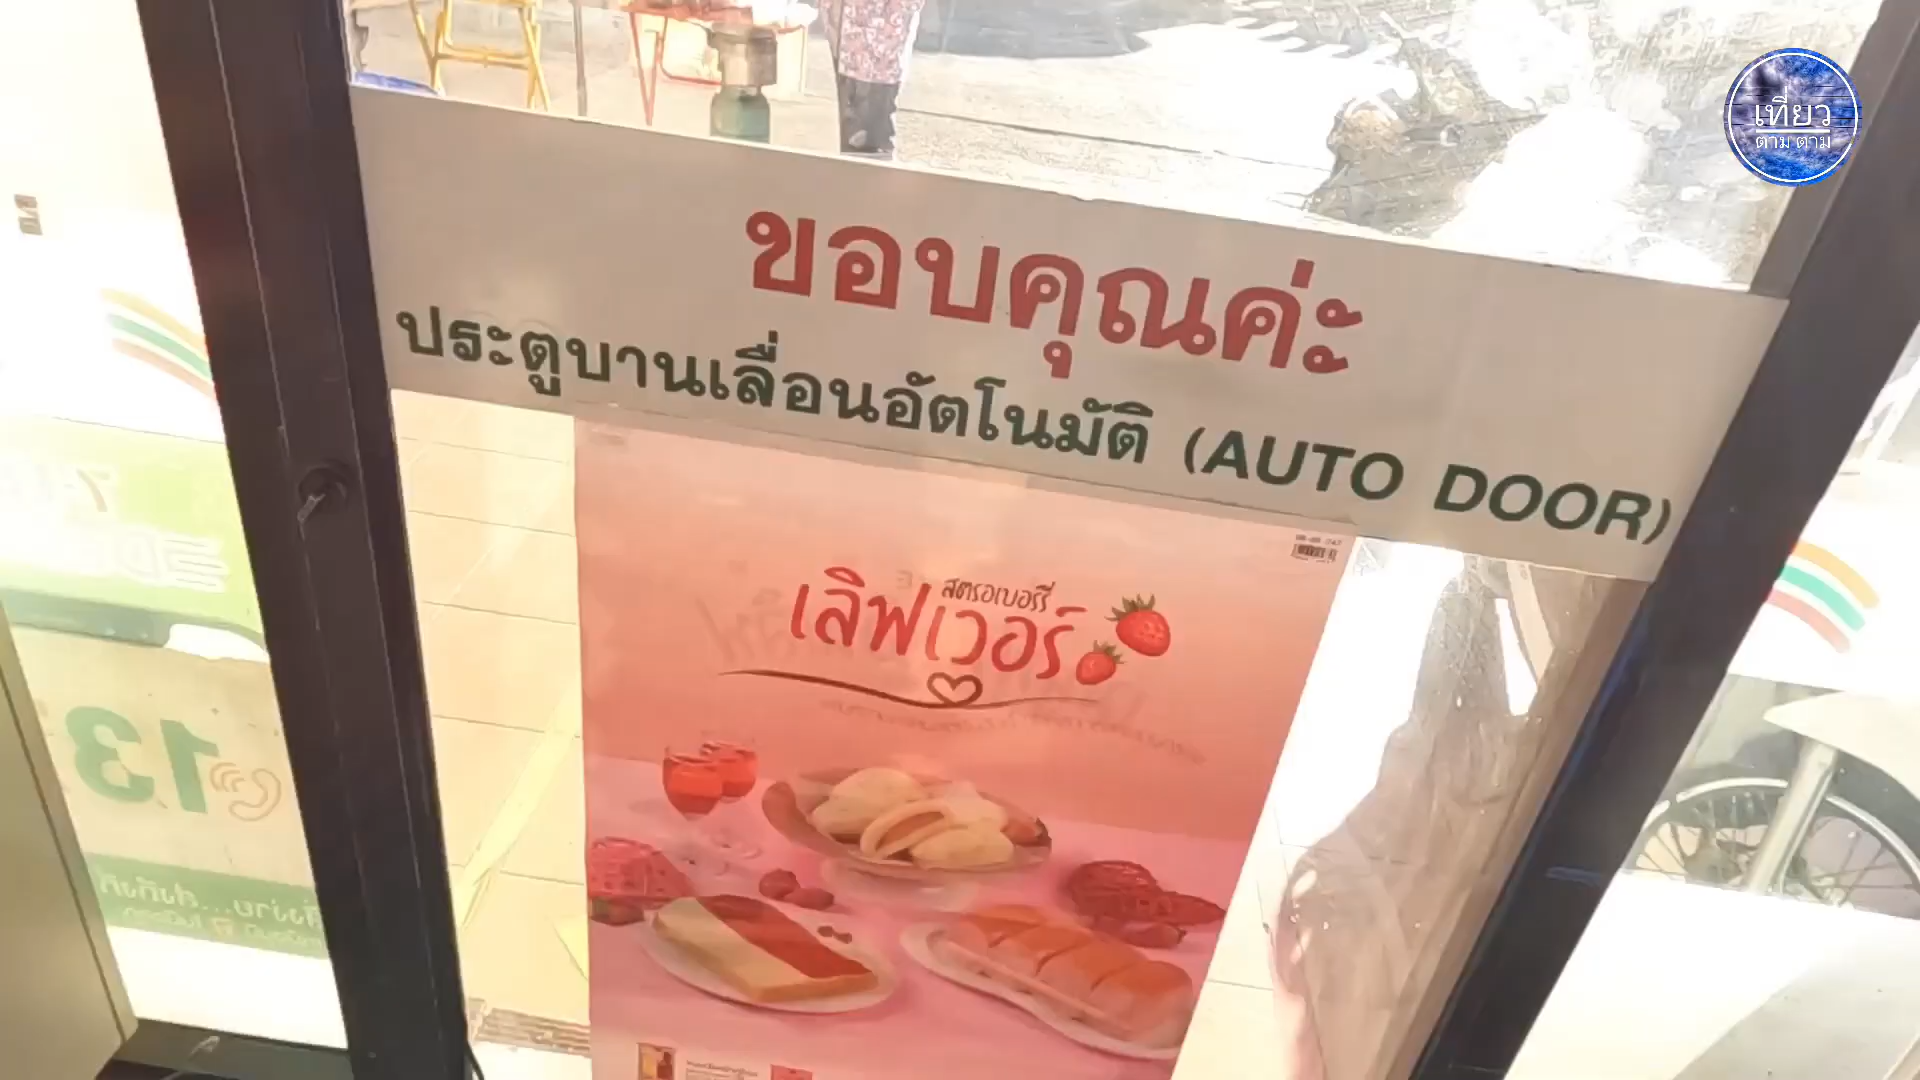 เที่ยว
ตาม ตาม
ขอบคุณค่ะ
ประตูบานเลื่อนอัตโนมัติ (AUTO DOOR)
สตรอเบอร์รี่
เลิฟเวอร์
13